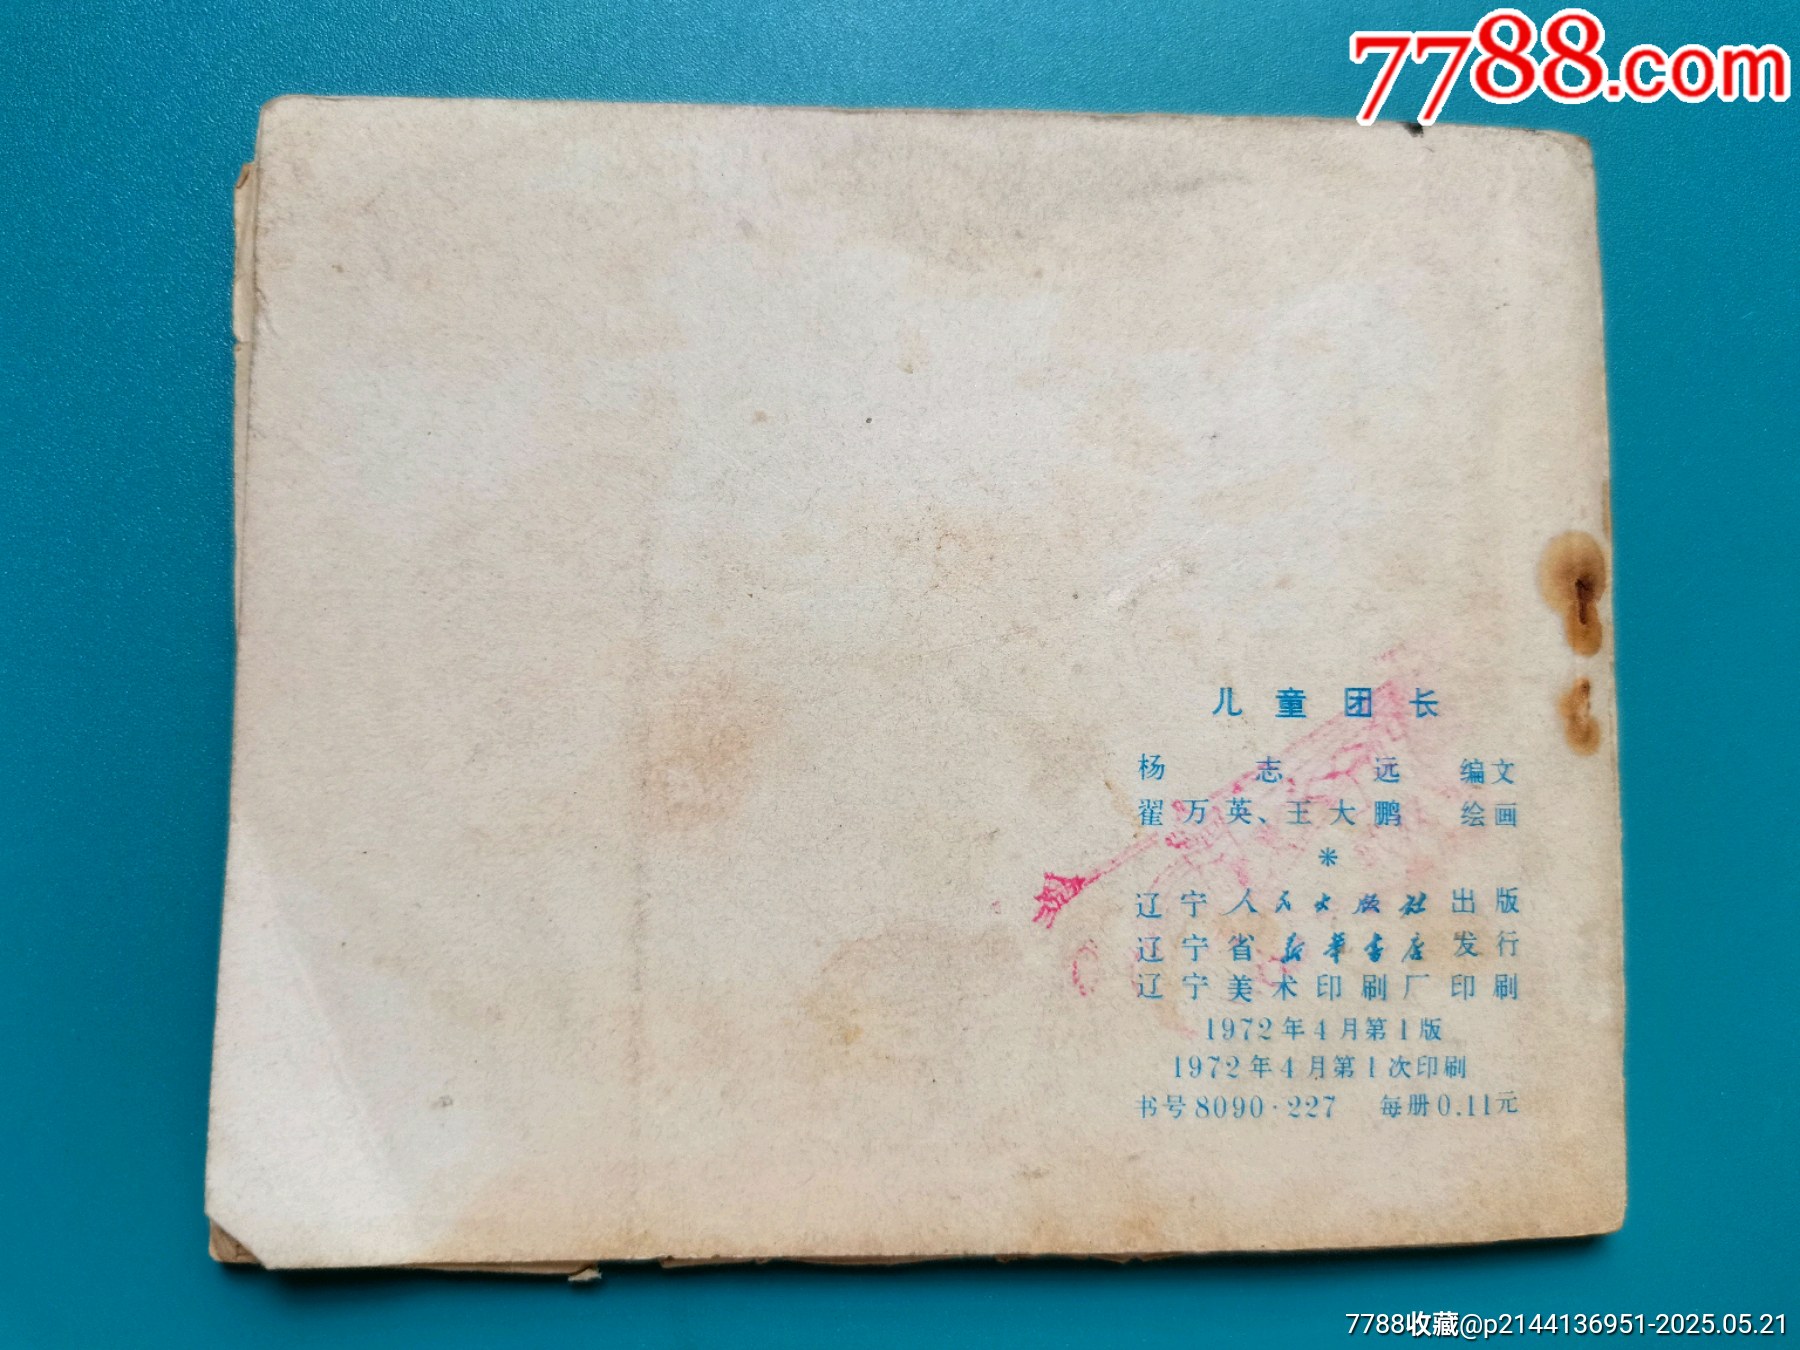 7788.com
儿童团长
杨志远 编文
翟万英、王大鹏 绘画
*
辽宁人民出版社出版
辽宁省新华书店发行
辽宁美术印刷厂印刷
1972年4月第1版
1972年4月第1次印刷
书号8090·227 每册0.11元
7788收藏@p2144136951-2025.05.21